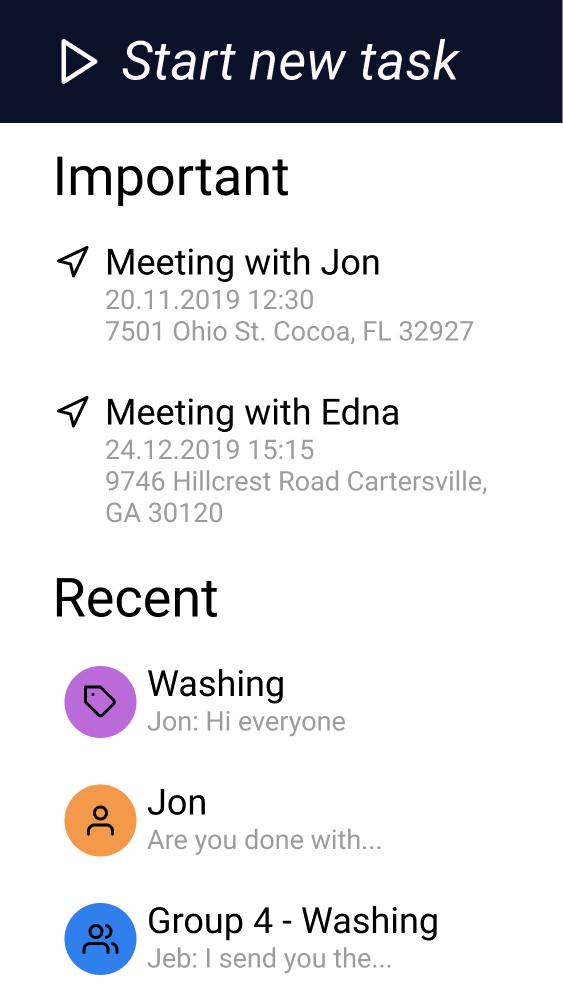 Start new task
Important
Meeting with Jon
20.11.2019 12:30
7501 Ohio St. Cocoa, FL 32927
Meeting with Edna
24.12.2019 15:15
9746 Hillcrest Road Cartersville,
GA 30120
Recent
Washing
Jon: Hi everyone
Jon
Are you done with...
Group 4 - Washing
Jeb: I send you the...